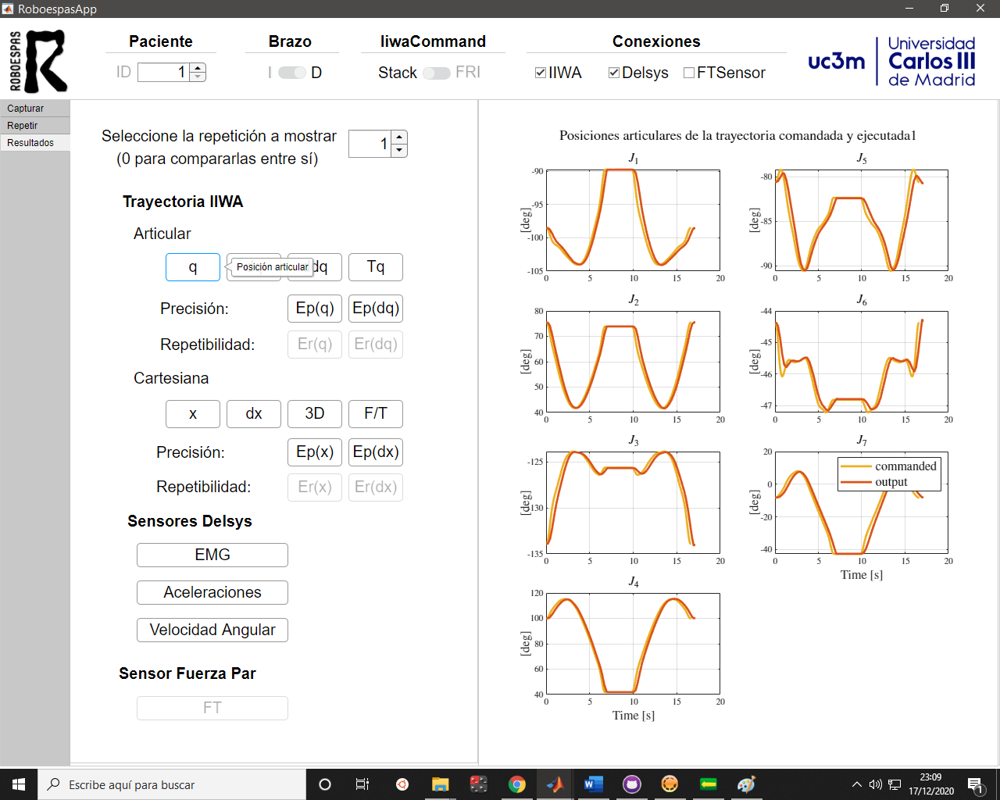 RoboespasApp
ROBOESPAS
Paciente
Brazo
IiwaCommand
Conexiones
ID 1
I D
Stack FRI
IIWA
Delsys
FTSensor
uc3m
Universidad
Carlos III
de Madrid
Capturar
Repetir
Resultados
Seleccione la repetición a mostrar
(0 para compararlas entre sí)
1
Trayectoria IIWA
Articular
q
Posición articular
dq
Tq
Precisión:
Ep(q)
Ep(dq)
Repetibilidad:
Er(q)
Er(dq)
Cartesiana
x
dx
3D
F/T
Precisión:
Ep(x)
Ep(dx)
Repetibilidad:
Er(x)
Er(dx)
Sensores Delsys
EMG
Aceleraciones
Velocidad Angular
Sensor Fuerza Par
FT
Posiciones articulares de la trayectoria comandada y ejecutada1
J1
-90
-95
-100
-105
[deg]
0 5 10 15 20
J2
80
70
60
50
40
[deg]
0 5 10 15 20
J3
-125
-130
-135
[deg]
0 5 10 15 20
J4
120
100
80
60
40
[deg]
0 5 10 15 20
Time [s]
J5
-80
-85
-90
[deg]
0 5 10 15 20
J6
-44
-45
-46
-47
[deg]
0 5 10 15 20
J7
20
0
-20
-40
[deg]
commanded
output
0 5 10 15 20
Time [s]
Escribe aquí para buscar
23:09
17/12/2020
1